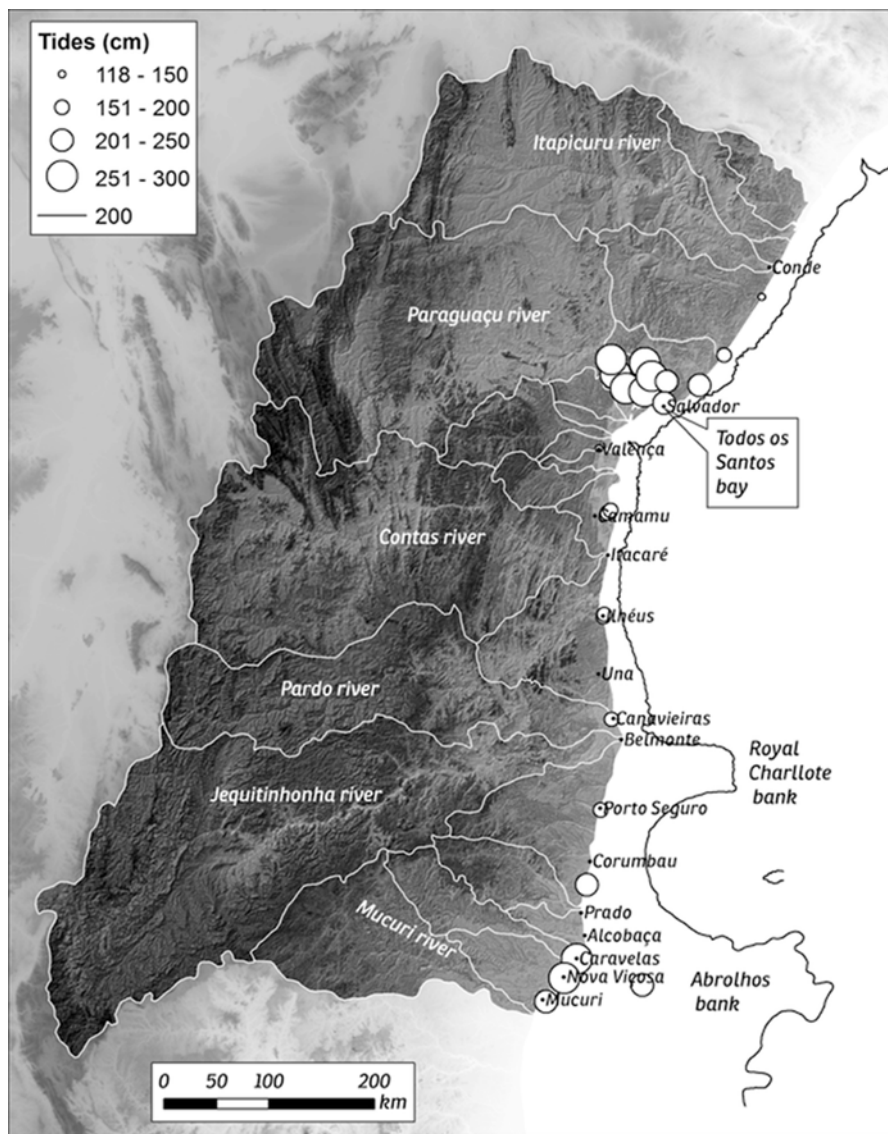 Tides (cm)
118 - 150
151 - 200
201 - 250
251 - 300
200
Itapicuru river
Conde
Paraguaçu river
Salvador
Todos os
Santos
bay
Valença
Camamu
Contas river
Itacaré
Ilhéus
Una
Pardo river
Canavieiras
Belmonte
Royal
Charllote
bank
Jequitinhonha river
Porto Seguro
Corumbau
Prado
Mucuri river
Alcobaça
Caravelas
Nova Viçosa
Abrolhos
bank
Mucuri
0 50 100 200
km